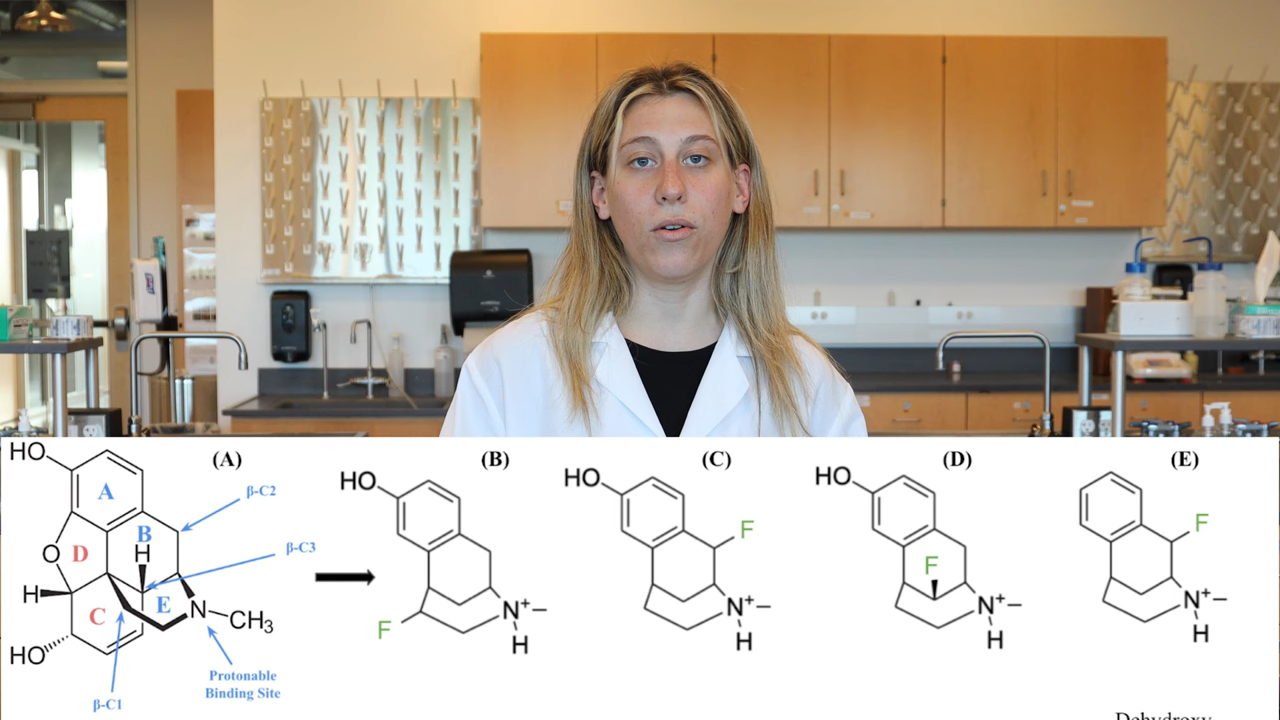 (A)
HO
A
β-C2
B
H
β-C3
O
D
H
C
E
N
CH3
HO
β-C1
Protonable
Binding Site
(B)
HO
F
N+
H
(C)
HO
F
N+
H
(D)
HO
F
N+
H
(E)
F
N+
H